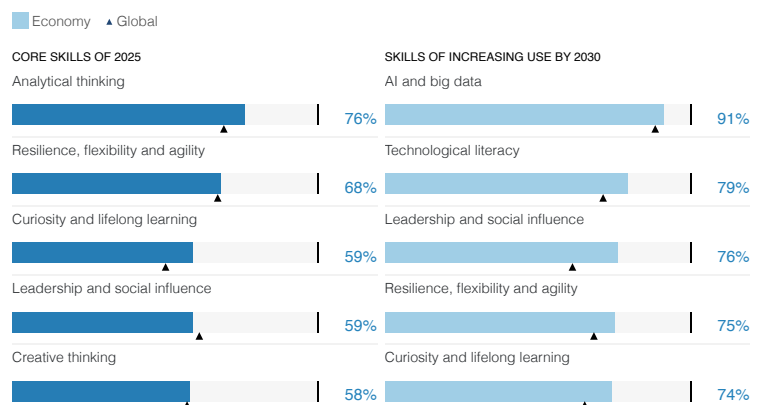 Economy ▲ Global
CORE SKILLS OF 2025
Analytical thinking
76%
Resilience, flexibility and agility
68%
Curiosity and lifelong learning
59%
Leadership and social influence
59%
Creative thinking
58%
SKILLS OF INCREASING USE BY 2030
AI and big data
91%
Technological literacy
79%
Leadership and social influence
76%
Resilience, flexibility and agility
75%
Curiosity and lifelong learning
74%